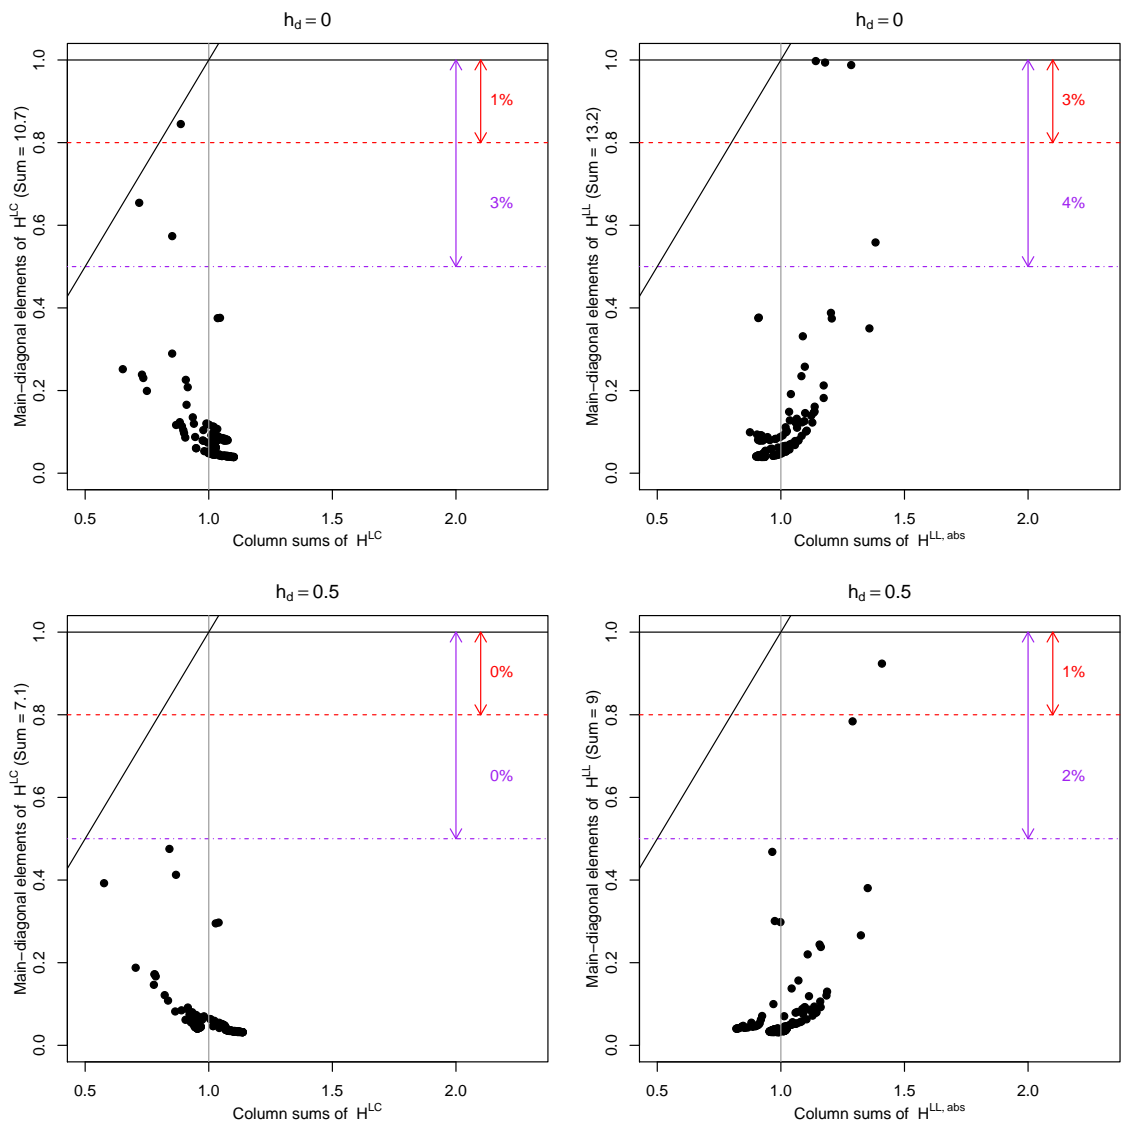 h_d = 0
Main−diagonal elements of H^LC (Sum = 10.7)
1.0
0.8
0.6
0.4
0.2
0.0
1%
3%
0.5 1.0 1.5 2.0
Column sums of H^LC
h_d = 0
Main−diagonal elements of H^LL (Sum = 13.2)
1.0
0.8
0.6
0.4
0.2
0.0
3%
4%
0.5 1.0 1.5 2.0
Column sums of H^LL, abs
h_d = 0.5
Main−diagonal elements of H^LC (Sum = 7.1)
1.0
0.8
0.6
0.4
0.2
0.0
0%
0%
0.5 1.0 1.5 2.0
Column sums of H^LC
h_d = 0.5
Main−diagonal elements of H^LL (Sum = 9)
1.0
0.8
0.6
0.4
0.2
0.0
1%
2%
0.5 1.0 1.5 2.0
Column sums of H^LL, abs